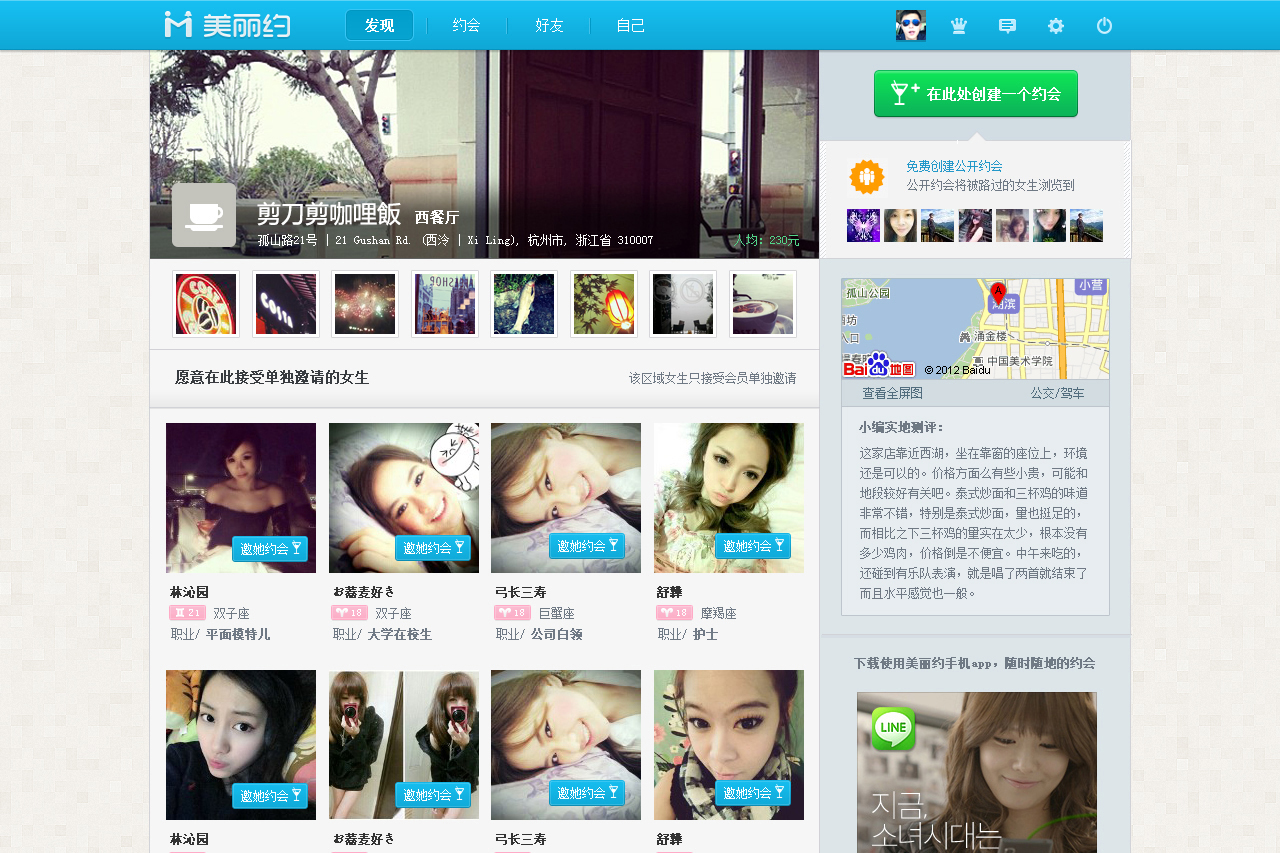 美丽约
发现
约会
好友
自己
剪刀剪咖哩飯 西餐厅
孤山路21号 | 21 Gushan Rd. (西泠 | Xi Ling), 杭州市, 浙江省 310007
人均: 230元
在此处创建一个约会
免费创建公开约会
公开约会将被路过的女生浏览到
COSTA
愿意在此接受单独邀请的女生
该区域女生只接受会员单独邀请
孤山公园
小营
湖滨
涌金楼
中国美术学院
Bai 地图
© 2012 Baidu
查看全屏图 公交/驾车
小编实地测评:
这家店靠近西湖，坐在靠窗的座位上，环境
还是可以的。价格方面么有些小贵，可能和
地段较好有关吧。泰式炒面和三杯鸡的味道
非常不错，特别是泰式炒面，量也挺足的，
而相比之下三杯鸡的量实在太少，根本没有
多少鸡肉，价格倒是不便宜。中午来吃的，
还碰到有乐队表演，就是唱了两首就结束了
而且水平感觉也一般。
邀她约会
邀她约会
邀她约会
邀她约会
林沁园
21 双子座
职业/ 平面模特儿
お蕎麦好き
18 双子座
职业/ 大学在校生
弓长三寿
18 巨蟹座
职业/ 公司白领
舒韡
18 摩羯座
职业/ 护士
下载使用美丽约手机app，随时随地的约会
LINE
지금,
소녀시대는
邀她约会
邀她约会
邀她约会
邀她约会
林沁园
お蕎麦好き
弓长三寿
舒韡